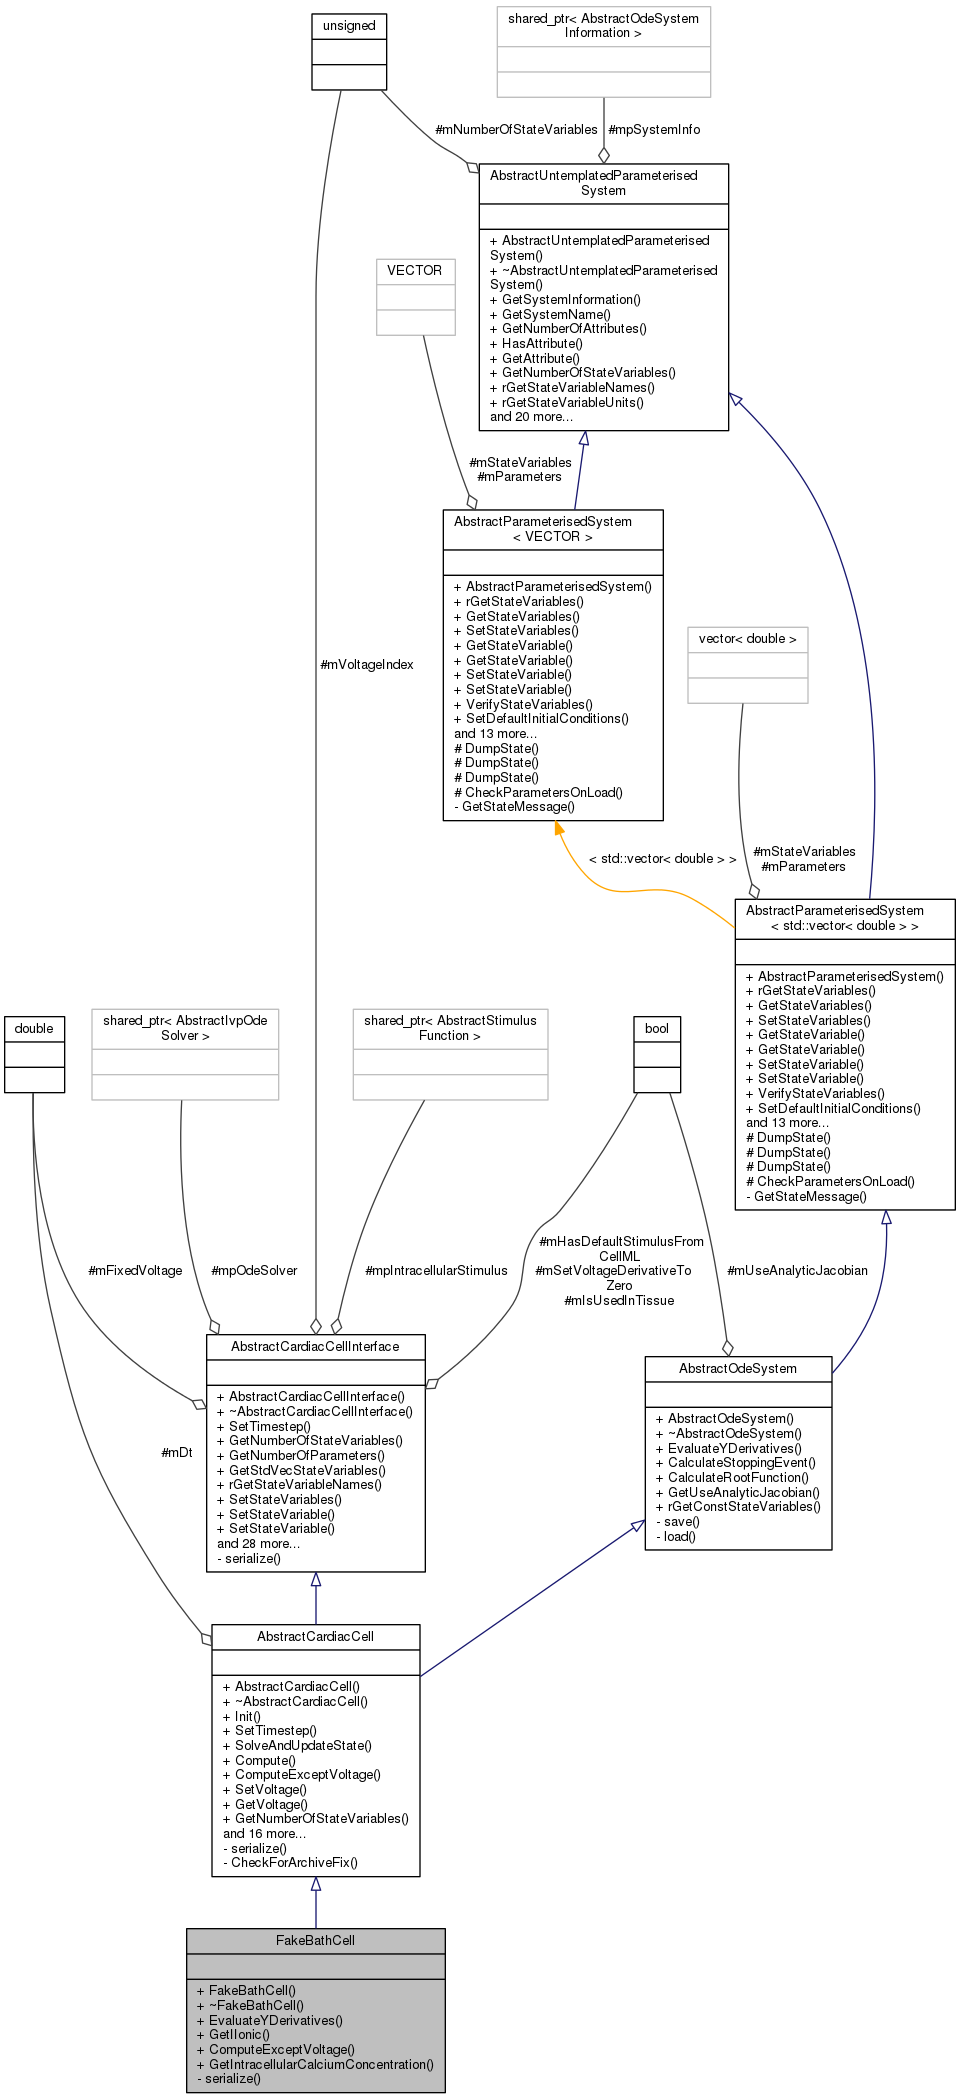 unsigned
shared_ptr< AbstractOdeSystem
Information >
#mNumberOfStateVariables
#mpSystemInfo
AbstractUntemplatedParameterised
System
+ AbstractUntemplatedParameterised
System()
+ ~AbstractUntemplatedParameterised
System()
+ GetSystemInformation()
+ GetSystemName()
+ GetNumberOfAttributes()
+ HasAttribute()
+ GetAttribute()
+ GetNumberOfStateVariables()
+ rGetStateVariableNames()
+ rGetStateVariableUnits()
and 20 more...
VECTOR
#mStateVariables
#mParameters
AbstractParameterisedSystem
< VECTOR >
+ AbstractParameterisedSystem()
+ rGetStateVariables()
+ GetStateVariables()
+ SetStateVariables()
+ GetStateVariable()
+ GetStateVariable()
+ SetStateVariable()
+ SetStateVariable()
+ VerifyStateVariables()
+ SetDefaultInitialConditions()
and 13 more...
# DumpState()
# DumpState()
# DumpState()
# CheckParametersOnLoad()
- GetStateMessage()
#mVoltageIndex
vector< double >
< std::vector< double > >
#mStateVariables
#mParameters
AbstractParameterisedSystem
< std::vector< double > >
+ AbstractParameterisedSystem()
+ rGetStateVariables()
+ GetStateVariables()
+ SetStateVariables()
+ GetStateVariable()
+ GetStateVariable()
+ SetStateVariable()
+ SetStateVariable()
+ VerifyStateVariables()
+ SetDefaultInitialConditions()
and 13 more...
# DumpState()
# DumpState()
# DumpState()
# CheckParametersOnLoad()
- GetStateMessage()
double
shared_ptr< AbstractIvpOde
Solver >
shared_ptr< AbstractStimulus
Function >
bool
#mFixedVoltage
#mpOdeSolver
#mpIntracellularStimulus
#mHasDefaultStimulusFrom
CellML
#mSetVoltageDerivativeTo
Zero
#mIsUsedInTissue
#mUseAnalyticJacobian
AbstractCardiacCellInterface
+ AbstractCardiacCellInterface()
+ ~AbstractCardiacCellInterface()
+ SetTimestep()
+ GetNumberOfStateVariables()
+ GetNumberOfParameters()
+ GetStdVecStateVariables()
+ rGetStateVariableNames()
+ SetStateVariables()
+ SetStateVariable()
+ SetStateVariable()
and 28 more...
- serialize()
AbstractOdeSystem
+ AbstractOdeSystem()
+ ~AbstractOdeSystem()
+ EvaluateYDerivatives()
+ CalculateStoppingEvent()
+ CalculateRootFunction()
+ GetUseAnalyticJacobian()
+ rGetConstStateVariables()
- save()
- load()
#mDt
AbstractCardiacCell
+ AbstractCardiacCell()
+ ~AbstractCardiacCell()
+ Init()
+ SetTimestep()
+ SolveAndUpdateState()
+ Compute()
+ ComputeExceptVoltage()
+ SetVoltage()
+ GetVoltage()
+ GetNumberOfStateVariables()
and 16 more...
- serialize()
- CheckForArchiveFix()
FakeBathCell
+ FakeBathCell()
+ ~FakeBathCell()
+ EvaluateYDerivatives()
+ GetIIonic()
+ ComputeExceptVoltage()
+ GetIntracellularCalciumConcentration()
- serialize()